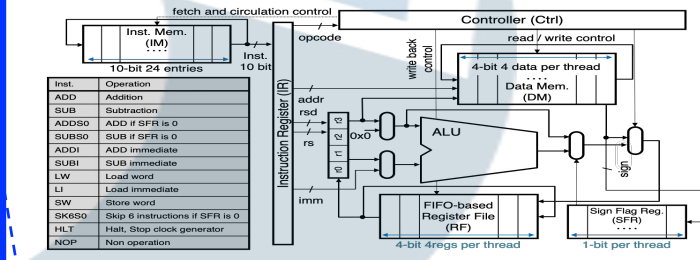 fetch and circulation control
Controller (Ctrl)
Inst. Mem.
(IM)
....
10-bit 24 entries
Inst.
10 bit
opcode
write back
control
read / write control
4-bit 4 data per thread
....
Data Mem.
(DM)
Instruction Register (IR)
addr
rsd
rs
imm
r3
r2
r1
r0
0x0
ALU
sign
FIFO-based
Register File
(RF)
4-bit 4regs per thread
Sign Flag Reg.
(SFR)
....
1-bit per thread
Inst. Operation
ADD Addition
SUB Subtraction
ADDS0 ADD if SFR is 0
SUBS0 SUB if SFR is 0
ADDI ADD immediate
SUBI SUB immediate
LW Load word
LI Load immediate
SW Store word
SK6S0 Skip 6 instructions if SFR is 0
HLT Halt, Stop clock generator
NOP Non operation